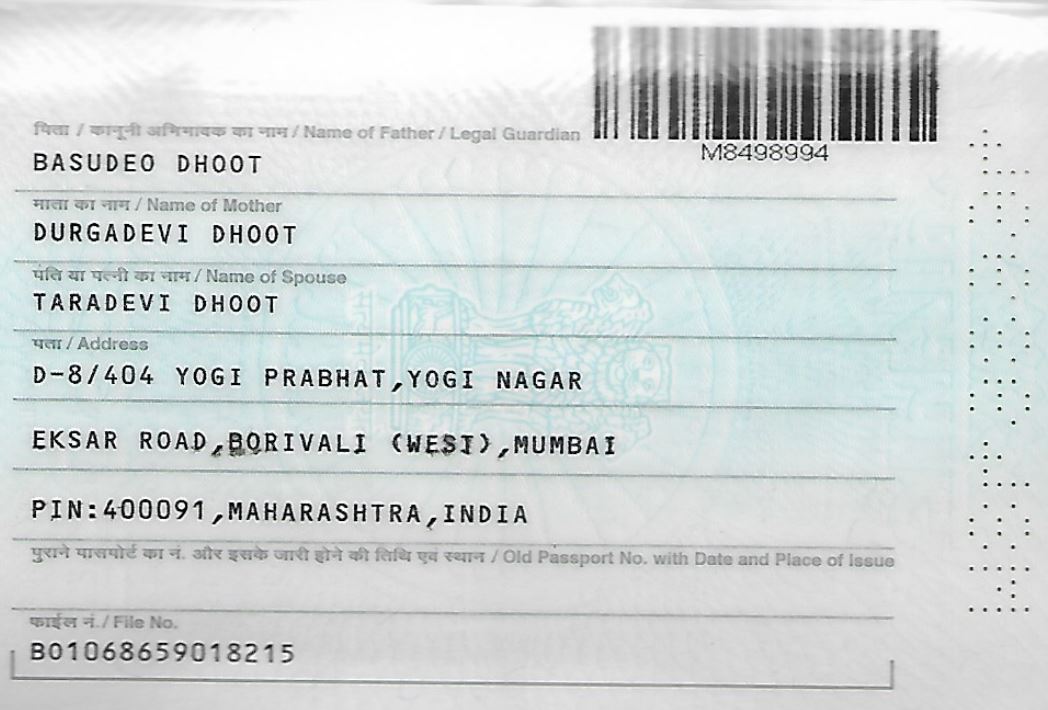 M8498994
पिता / कानूनी अभिभावक का नाम / Name of Father / Legal Guardian
BASUDEO DHOOT
माता का नाम / Name of Mother
DURGADEVI DHOOT
पति या पत्नी का नाम / Name of Spouse
TARADEVI DHOOT
पता / Address
D-8/404 YOGI PRABHAT,YOGI NAGAR
EKSAR ROAD,BORIVALI (WEST),MUMBAI
PIN:400091,MAHARASHTRA,INDIA
पुराने पासपोर्ट का नं. और इसके जारी होने की तिथि एवं स्थान / Old Passport No. with Date and Place of Issue
फाईल नं./ File No.
B01068659018215